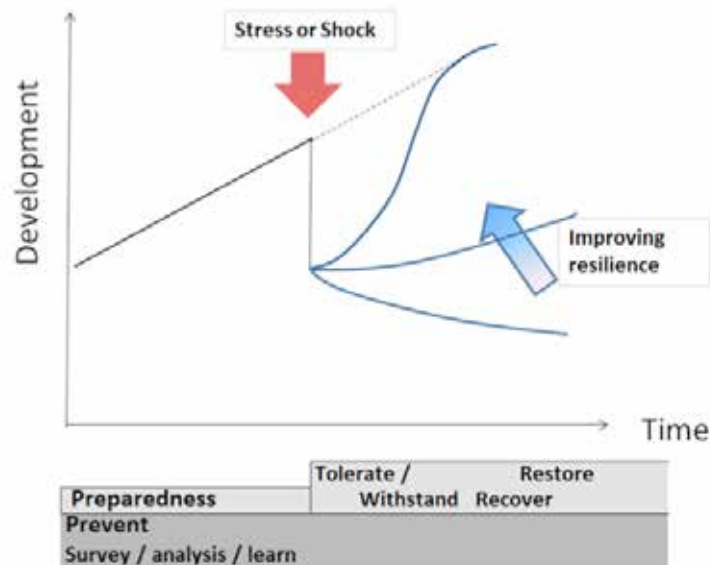 Stress or Shock
Development
Improving
resilience
Time
Tolerate / Restore
Preparedness Withstand Recover
Prevent
Survey / analysis / learn